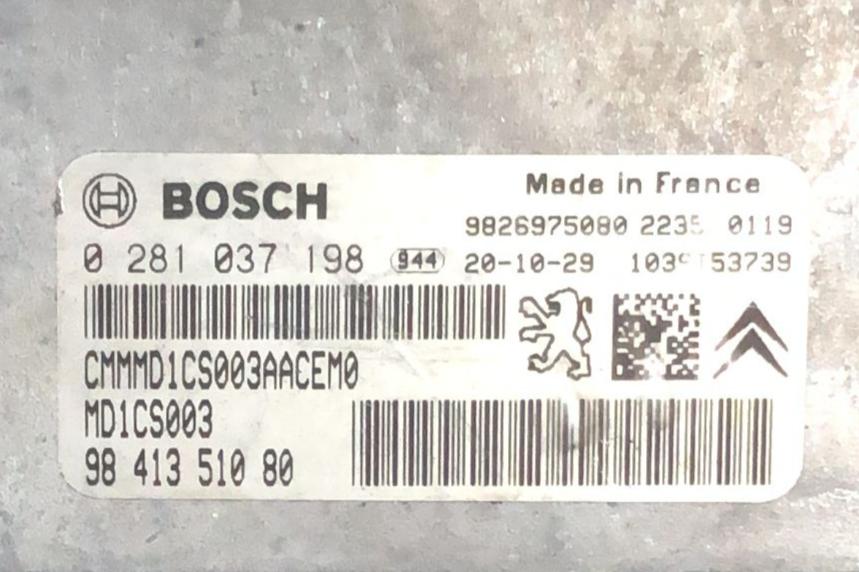 BOSCH
Made in France
9826975080 0119
0 281 037 198 944 20-10-29
CMMMD1CS003AACEM0
MD1CS003
98 413 510 80